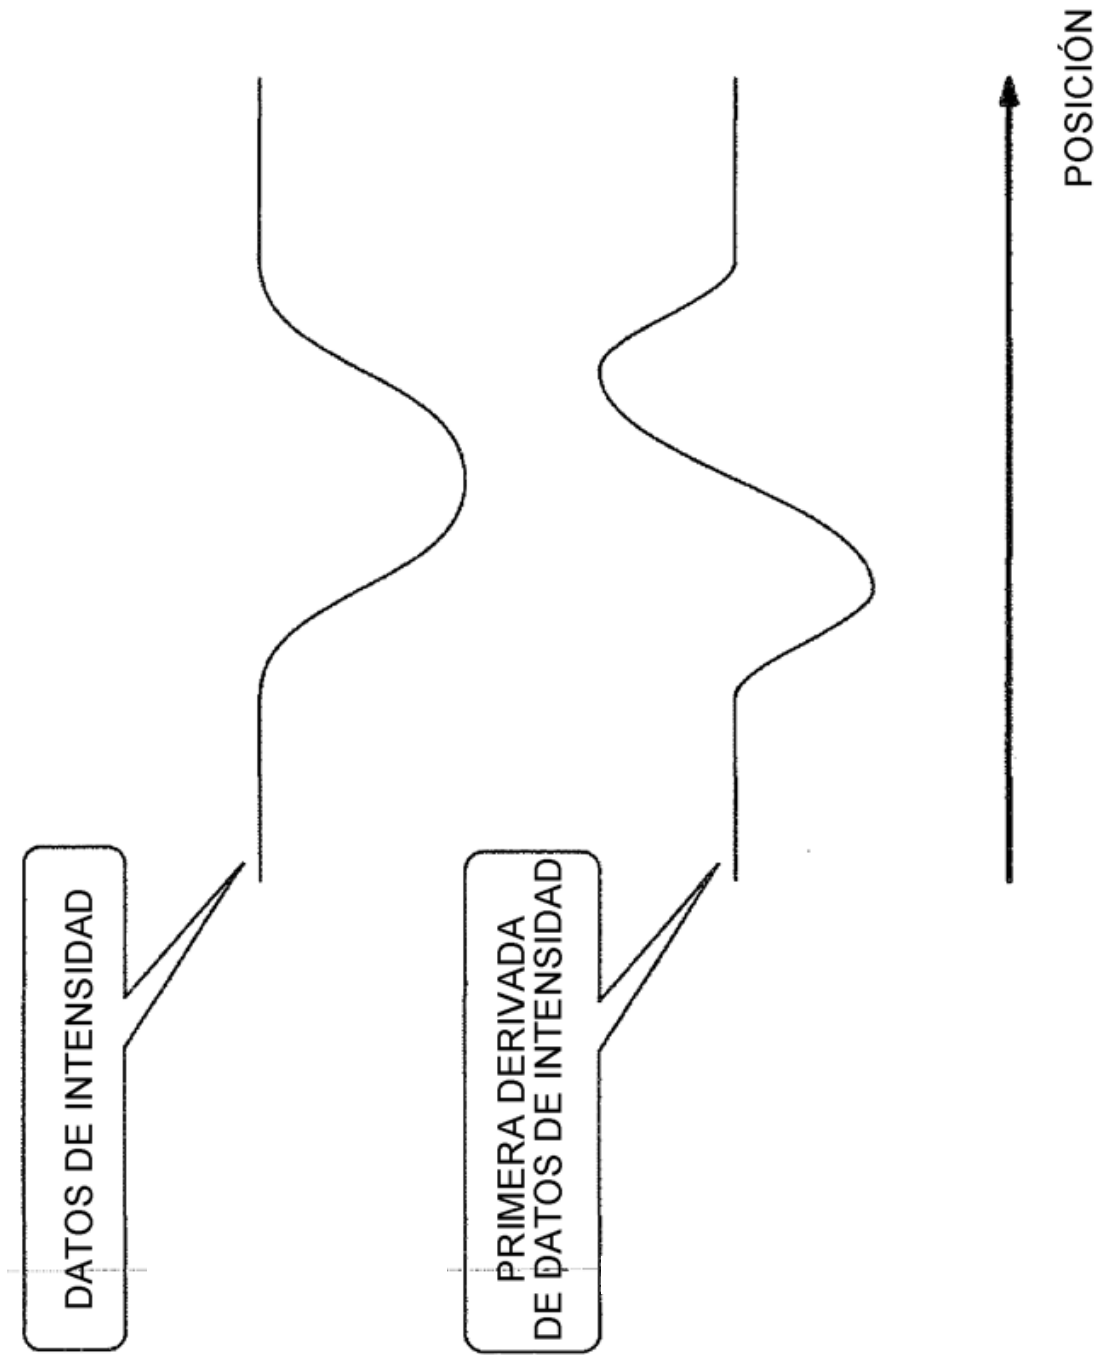 DATOS DE INTENSIDAD
PRIMERA DERIVADA
DE DATOS DE INTENSIDAD
POSICIÓN